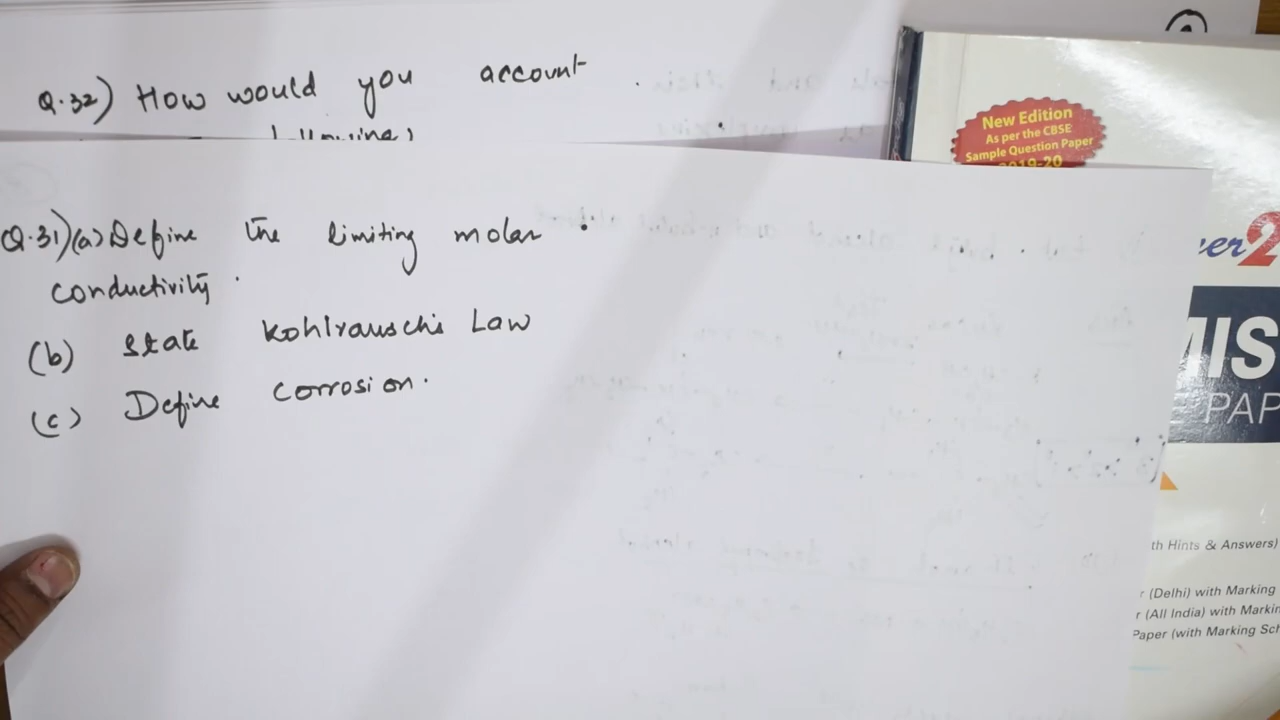 Q.32) How would you account
New Edition
As per the CBSE
Sample Question Paper
2019-20
Q.31)(a) Define the limiting molar
conductivity.
(b) State Kohlrausch's Law
(c) Define corrosion.
er2
MIS
PAP
th Hints & Answers)
r (Delhi) with Marking
r (All India) with Markin
Paper (with Marking Sch